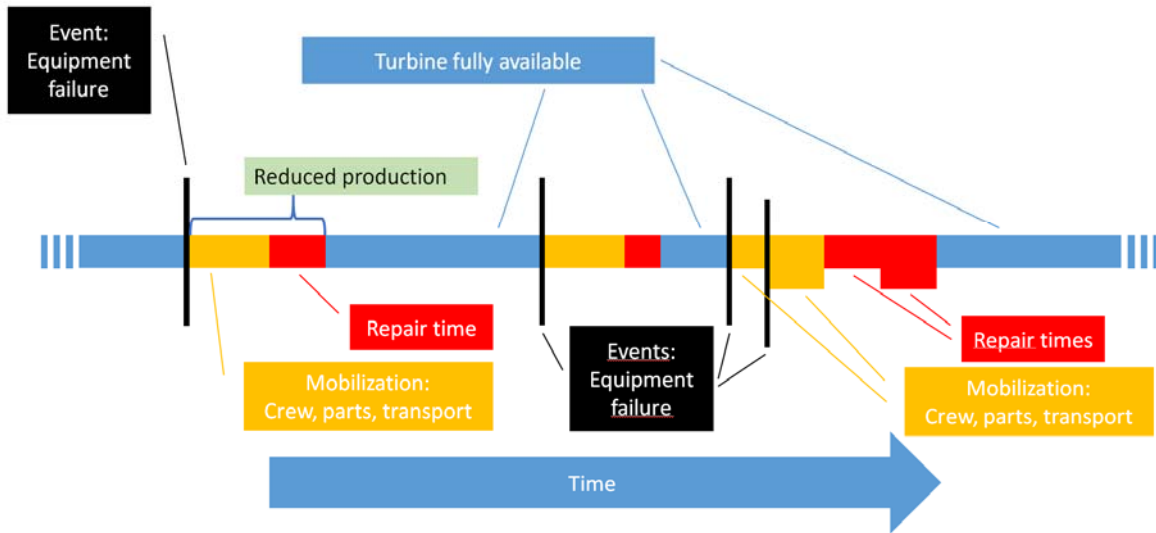 Event:
Equipment
failure
Turbine fully available
Reduced production
Repair time
Mobilization:
Crew, parts, transport
Events:
Equipment
failure
Repair times
Mobilization:
Crew, parts, transport
Time